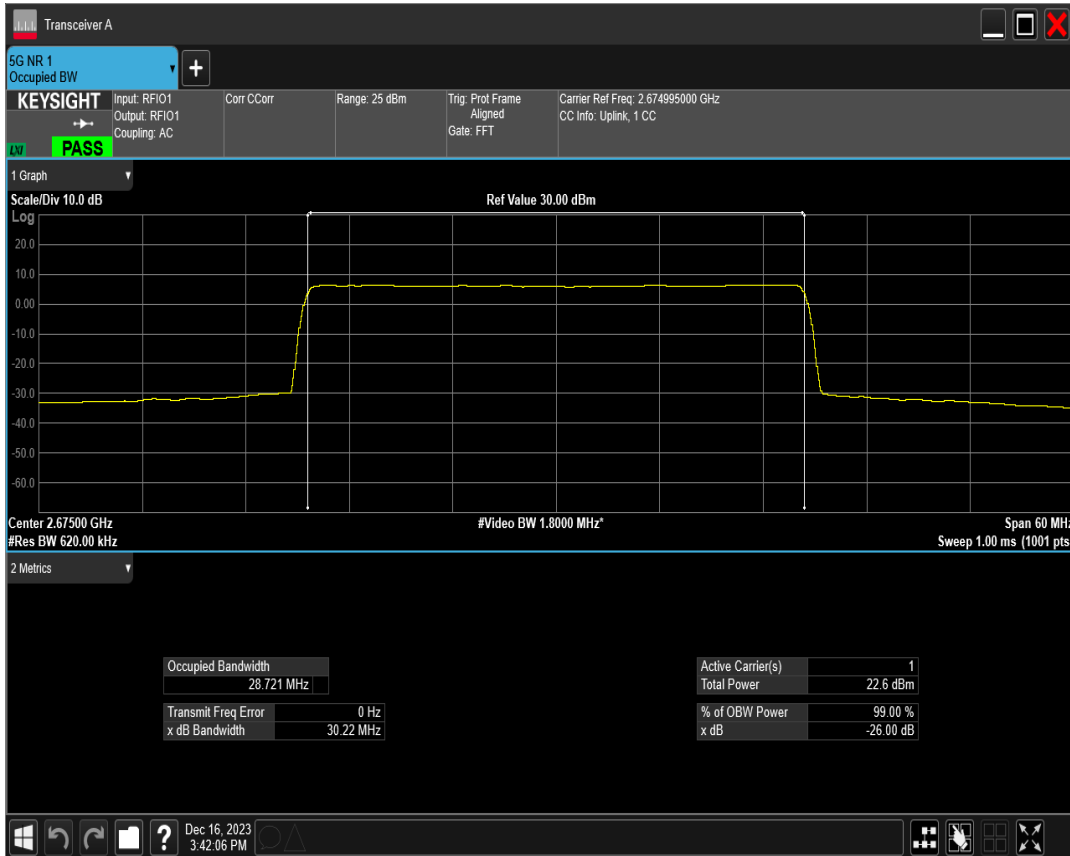 Transceiver A
5G NR 1
Occupied BW
+
KEYSIGHT
LXI
PASS
Input: RFIO1
Output: RFIO1
Coupling: AC
Corr CCorr
Range: 25 dBm
Trig: Prot Frame
Aligned
Gate: FFT
Carrier Ref Freq: 2.674995000 GHz
CC Info: Uplink, 1 CC
1 Graph
Scale/Div 10.0 dB
Ref Value 30.00 dBm
Log
20.0
10.0
0.00
-10.0
-20.0
-30.0
-40.0
-50.0
-60.0
Center 2.67500 GHz
#Video BW 1.8000 MHz*
Span 60 MHz
#Res BW 620.00 kHz
Sweep 1.00 ms (1001 pts
2 Metrics
Occupied Bandwidth
28.721 MHz
Transmit Freq Error 0 Hz
x dB Bandwidth 30.22 MHz
Active Carrier(s) 1
Total Power 22.6 dBm
% of OBW Power 99.00 %
x dB -26.00 dB
?
Dec 16, 2023
3:42:06 PM